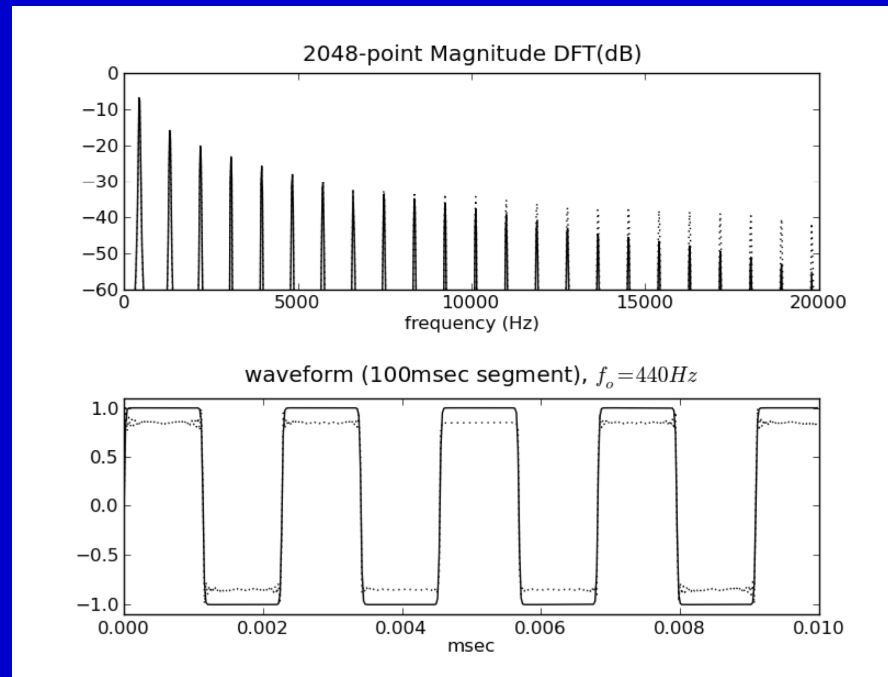 2048-point Magnitude DFT(dB)
0
−10
−20
−30
−40
−50
−60
0 5000 10000 15000 20000
frequency (Hz)
waveform (100msec segment), f_o=440Hz
1.0
0.5
0.0
−0.5
−1.0
0.000 0.002 0.004 0.006 0.008 0.010
msec